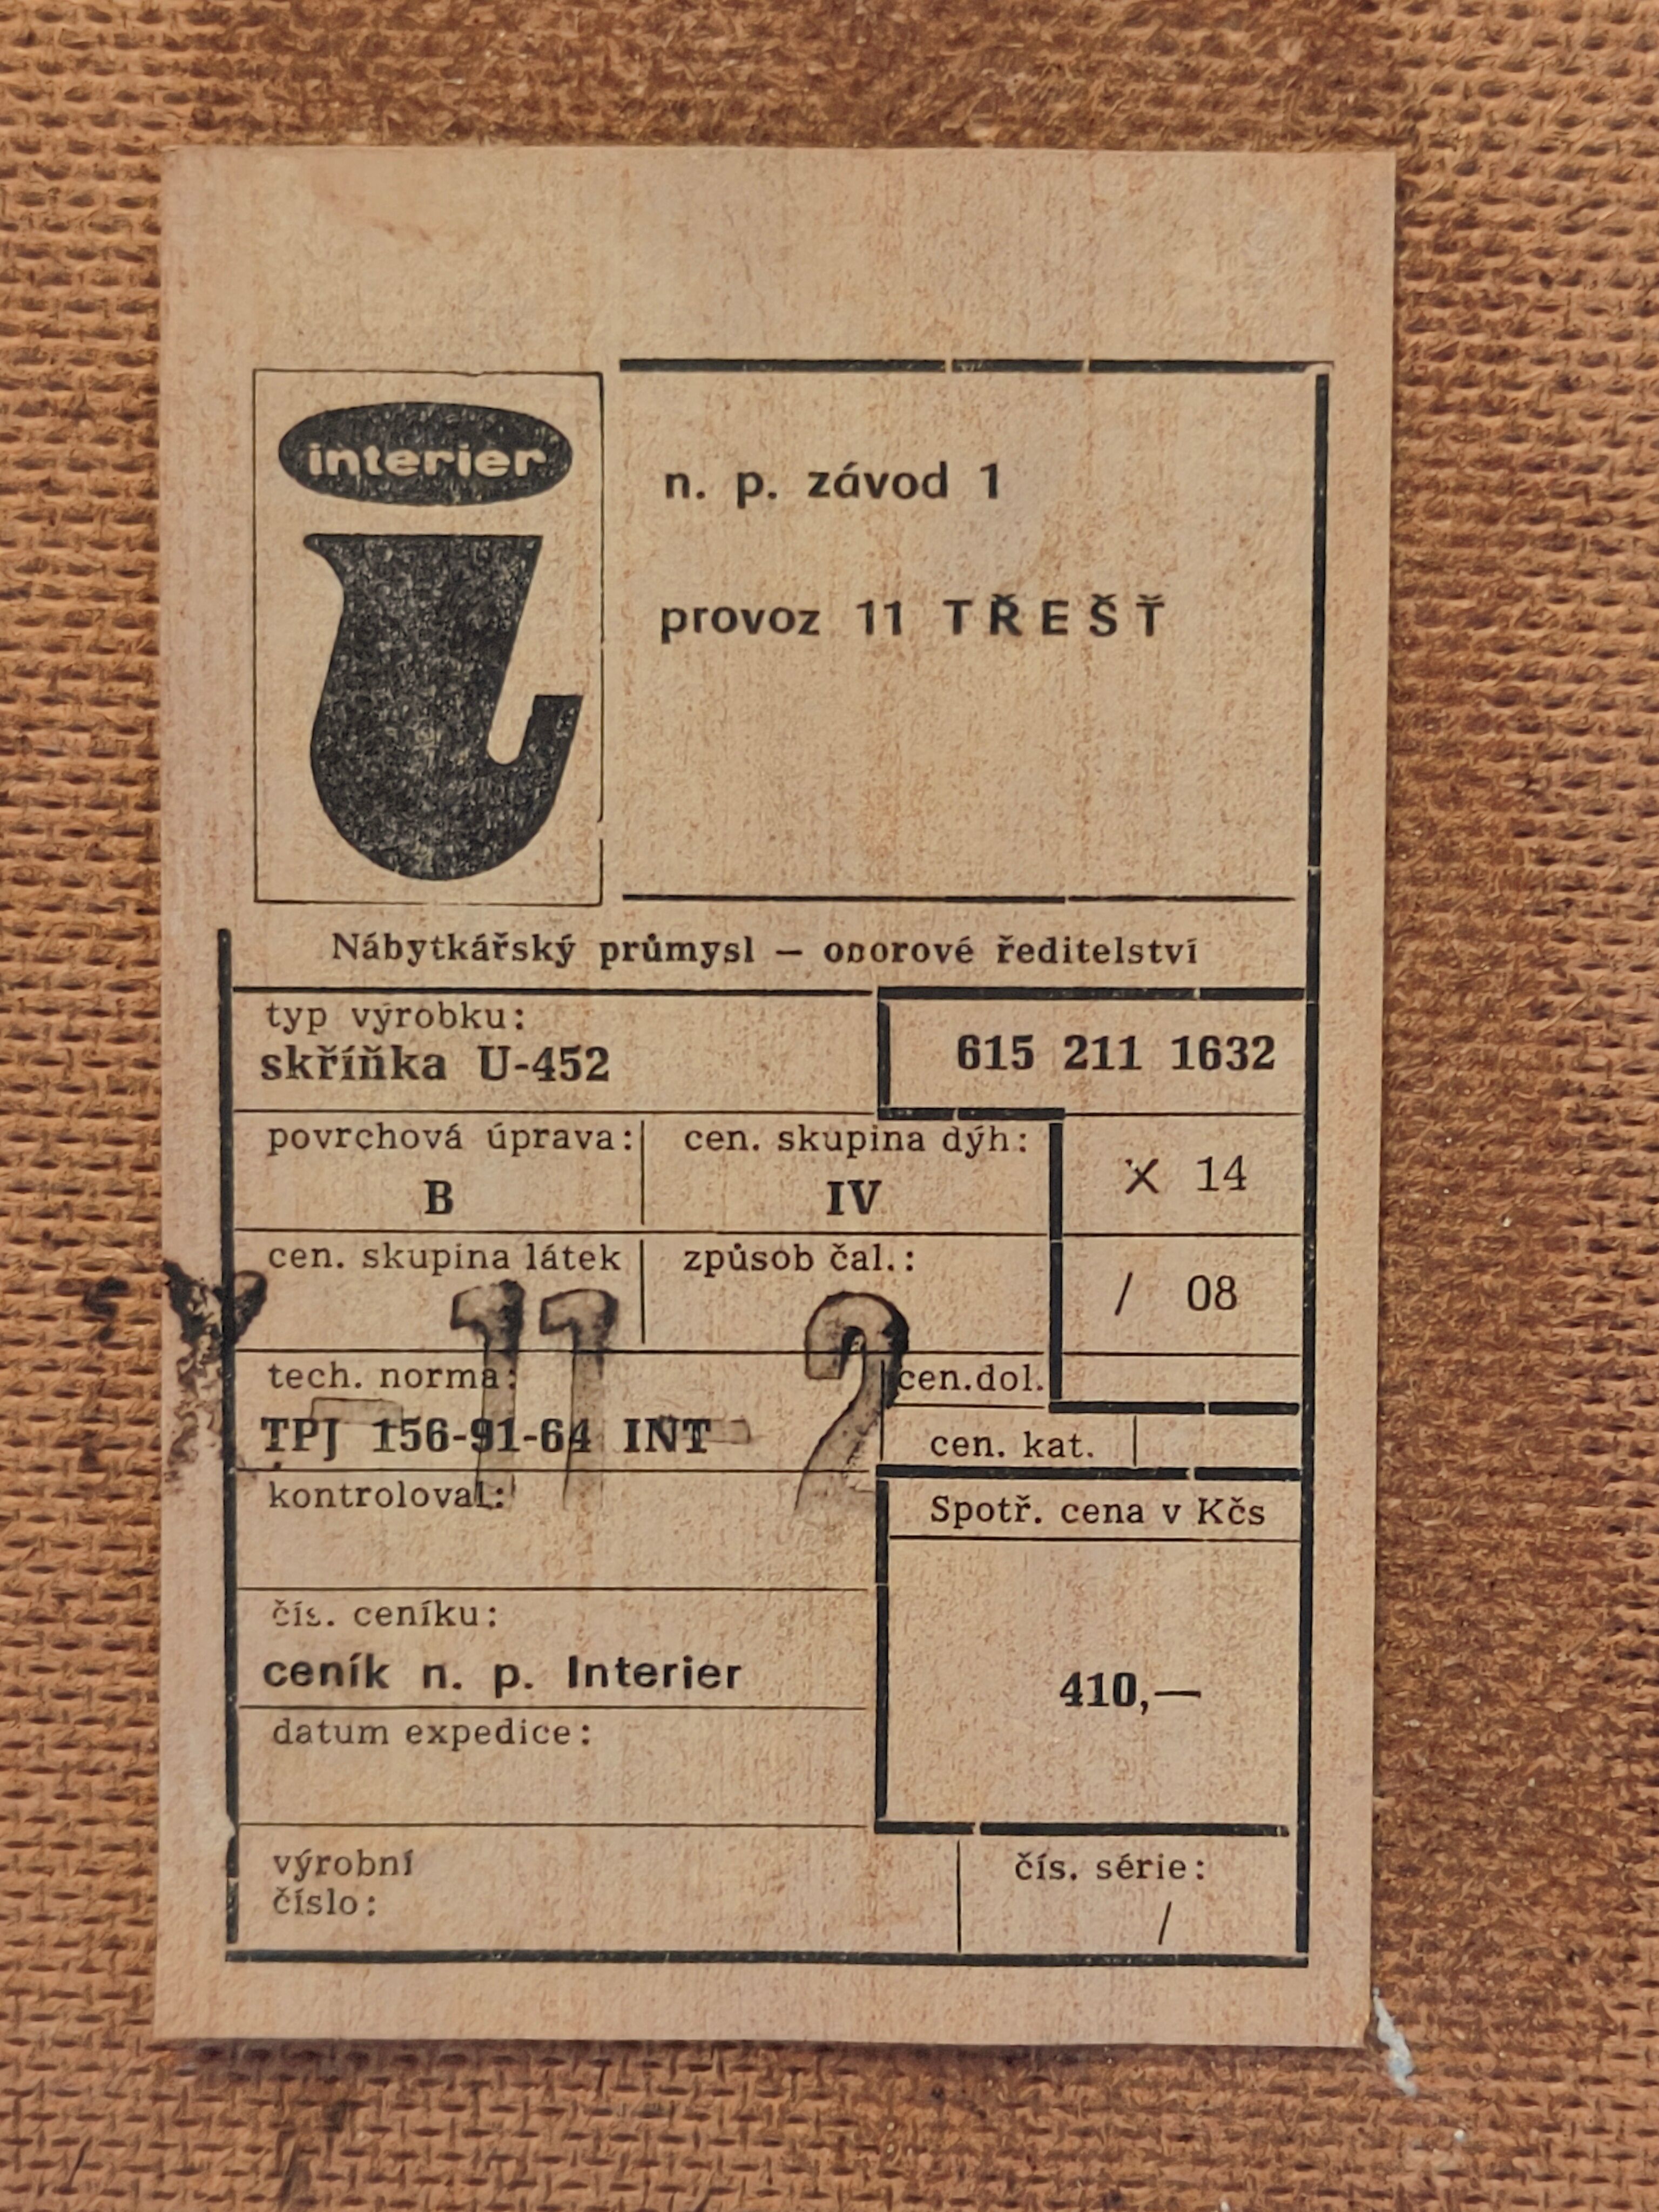 interier
n. p. závod 1
provoz 11 TŘEŠŤ
Nábytkářský průmysl — oborové ředitelství
typ výrobku:
skříňka U-452
615 211 1632
povrchová úprava:
B
cen. skupina dýh:
IV
X 14
cen. skupina látek
způsob čal.:
/ 08
11 2
tech. norma:
TPJ 156-91-64 INT
cen.dol.
cen. kat.
kontroloval:
Spotř. cena v Kčs
410,—
čís. ceníku:
ceník n. p. Interier
datum expedice:
výrobní
číslo:
čís. série:
/